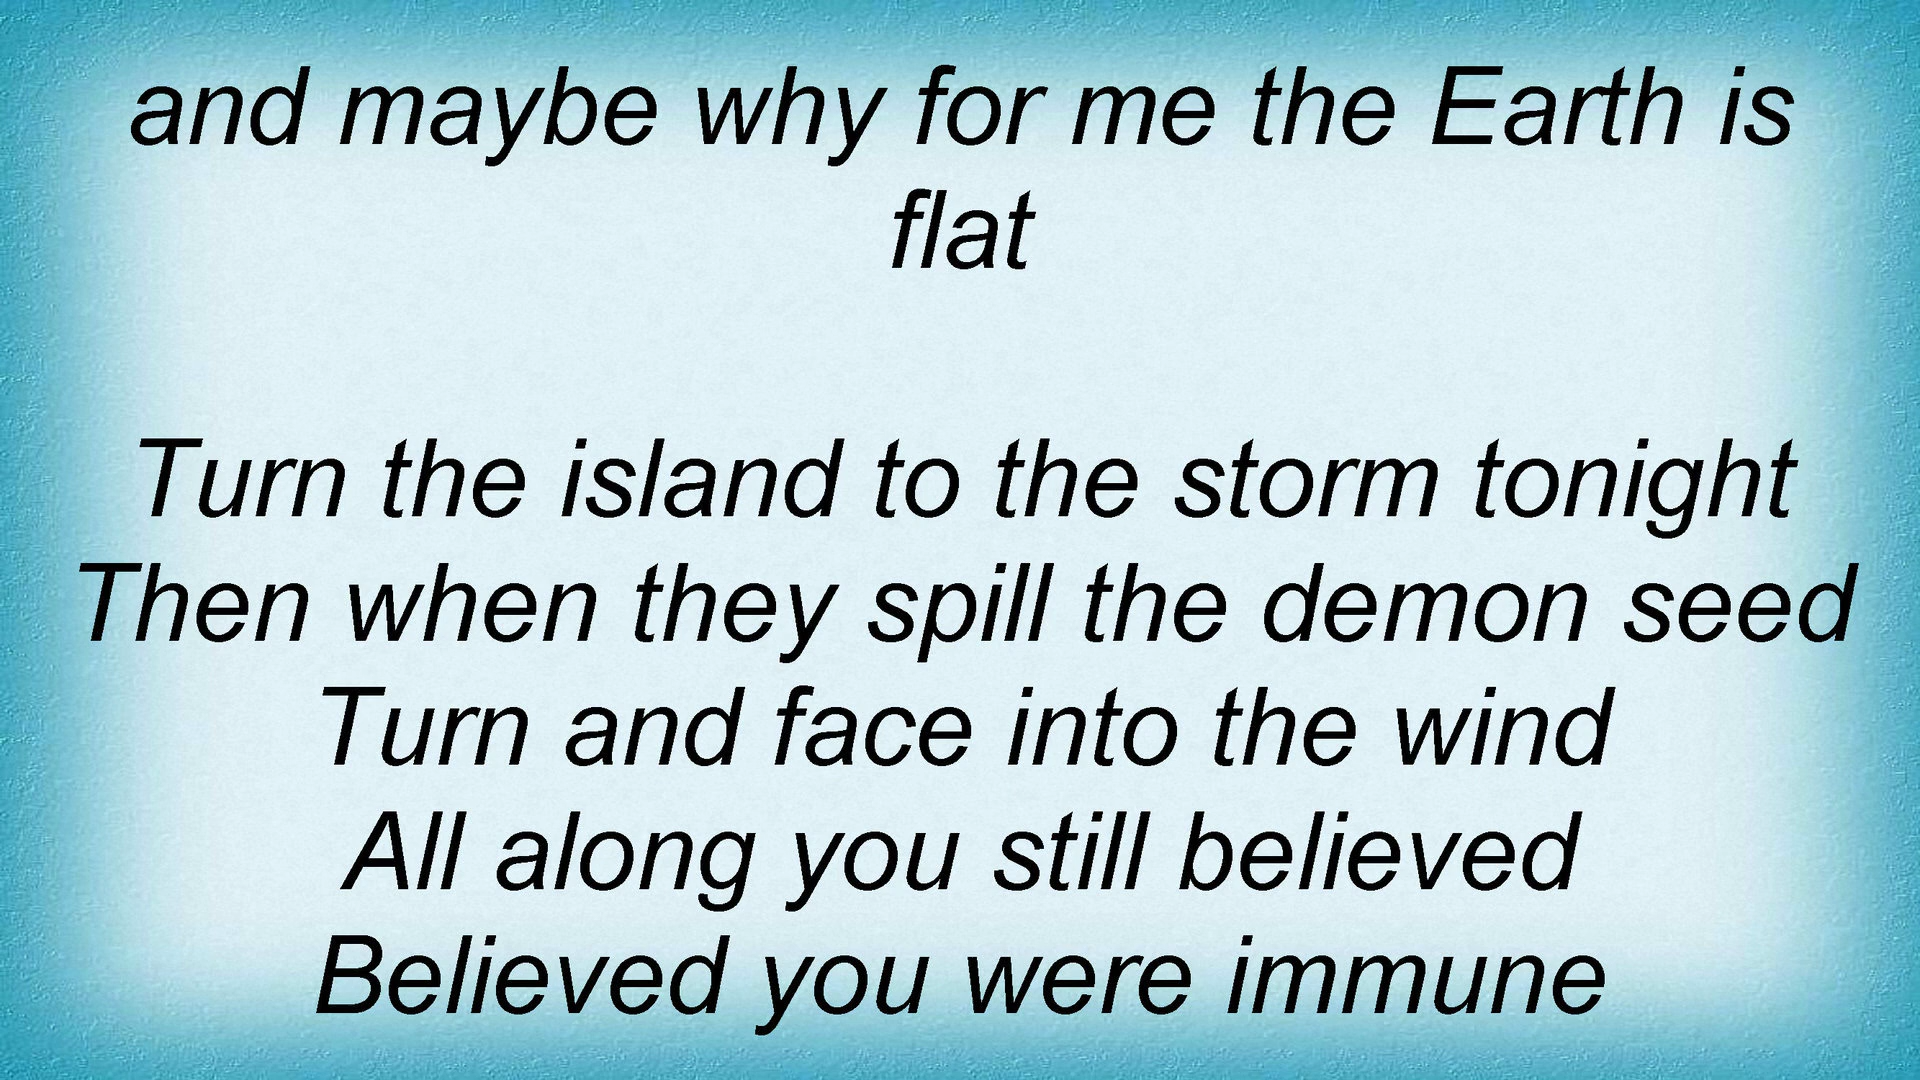 and maybe why for me the Earth is
flat
Turn the island to the storm tonight
Then when they spill the demon seed
Turn and face into the wind
All along you still believed
Believed you were immune